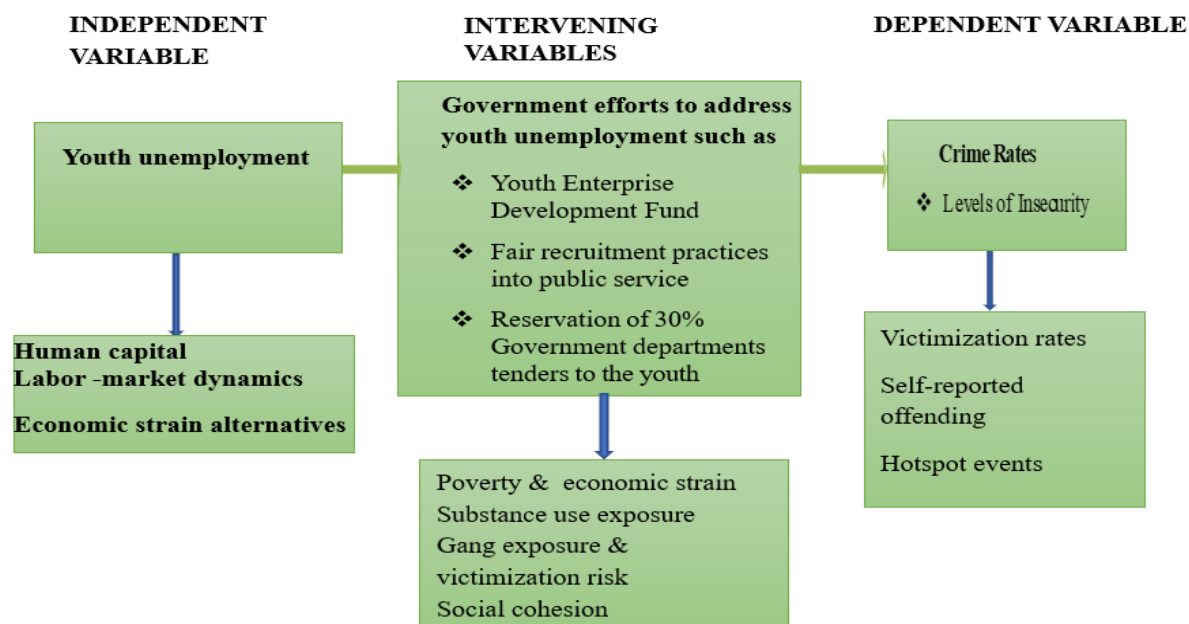 INDEPENDENT
VARIABLE
INTERVENING
VARIABLES
DEPENDENT VARIABLE
Youth unemployment
Government efforts to address
youth unemployment such as
❖ Youth Enterprise
Development Fund
❖ Fair recruitment practices
into public service
❖ Reservation of 30%
Government departments
tenders to the youth
Crime Rates
❖ Levels of Insecurity
Human capital
Labor -market dynamics
Economic strain alternatives
Poverty & economic strain
Substance use exposure
Gang exposure &
victimization risk
Social cohesion
Victimization rates
Self-reported
offending
Hotspot events